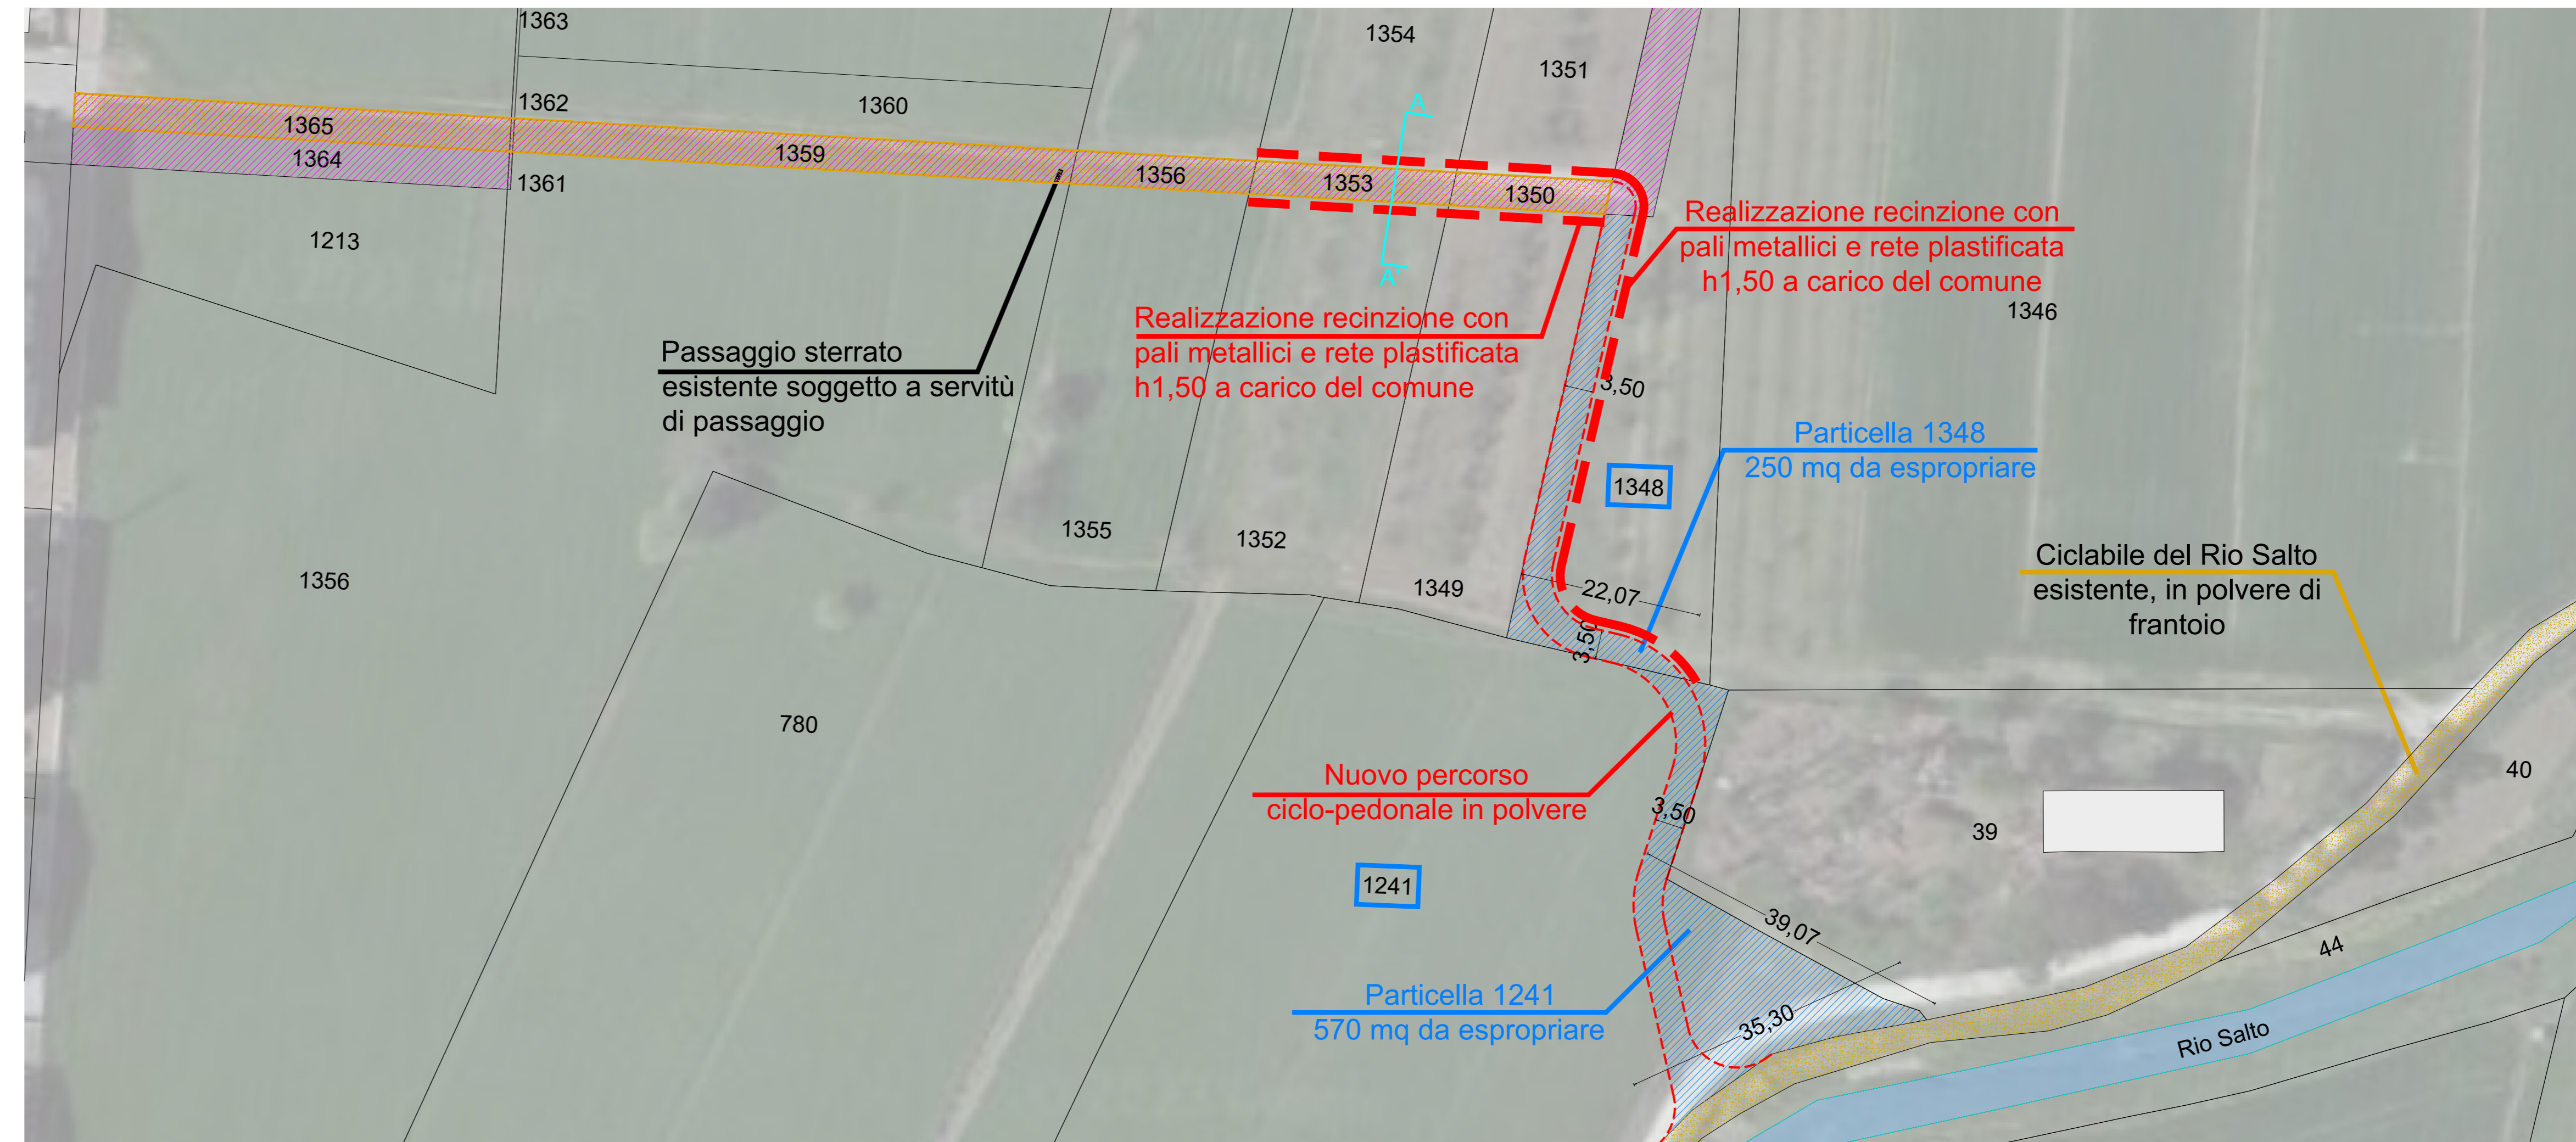 1363
1354
1351
1362
1360
1365
1364
1359
1361
1356
1353
1350
A
A'
1213
Realizzazione recinzione con
pali metallici e rete plastificata
h1,50 a carico del comune
1346
Realizzazione recinzione con
pali metallici e rete plastificata
h1,50 a carico del comune
Passaggio sterrato
esistente soggetto a servitù
di passaggio
3,50
Particella 1348
250 mq da espropriare
1348
1355
1352
1349
1356
22,07
3,50
Ciclabile del Rio Salto
esistente, in polvere di
frantoio
780
Nuovo percorso
ciclo-pedonale in polvere
3,50
39
40
1241
39,07
44
Particella 1241
570 mq da espropriare
35,30
Rio Salto